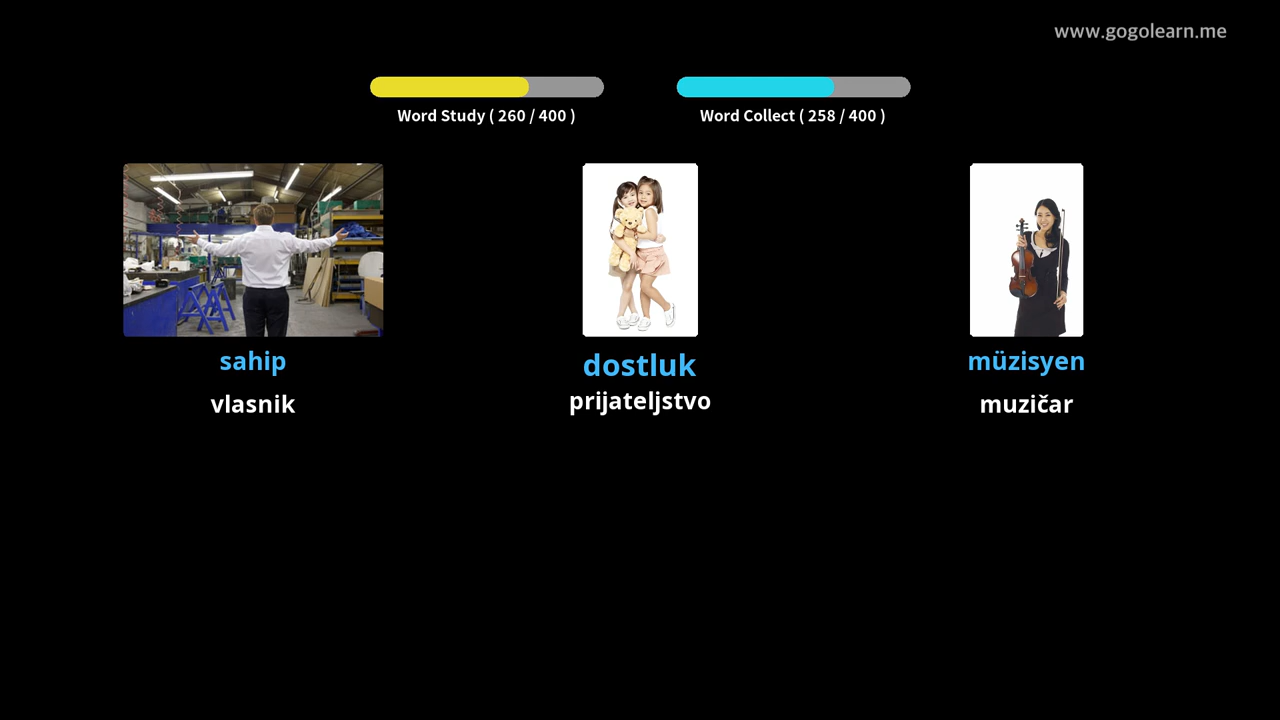 www.gogolearn.me
Word Study ( 260 / 400 )
Word Collect ( 258 / 400 )
sahip
vlasnik
dostluk
prijateljstvo
müzisyen
muzičar